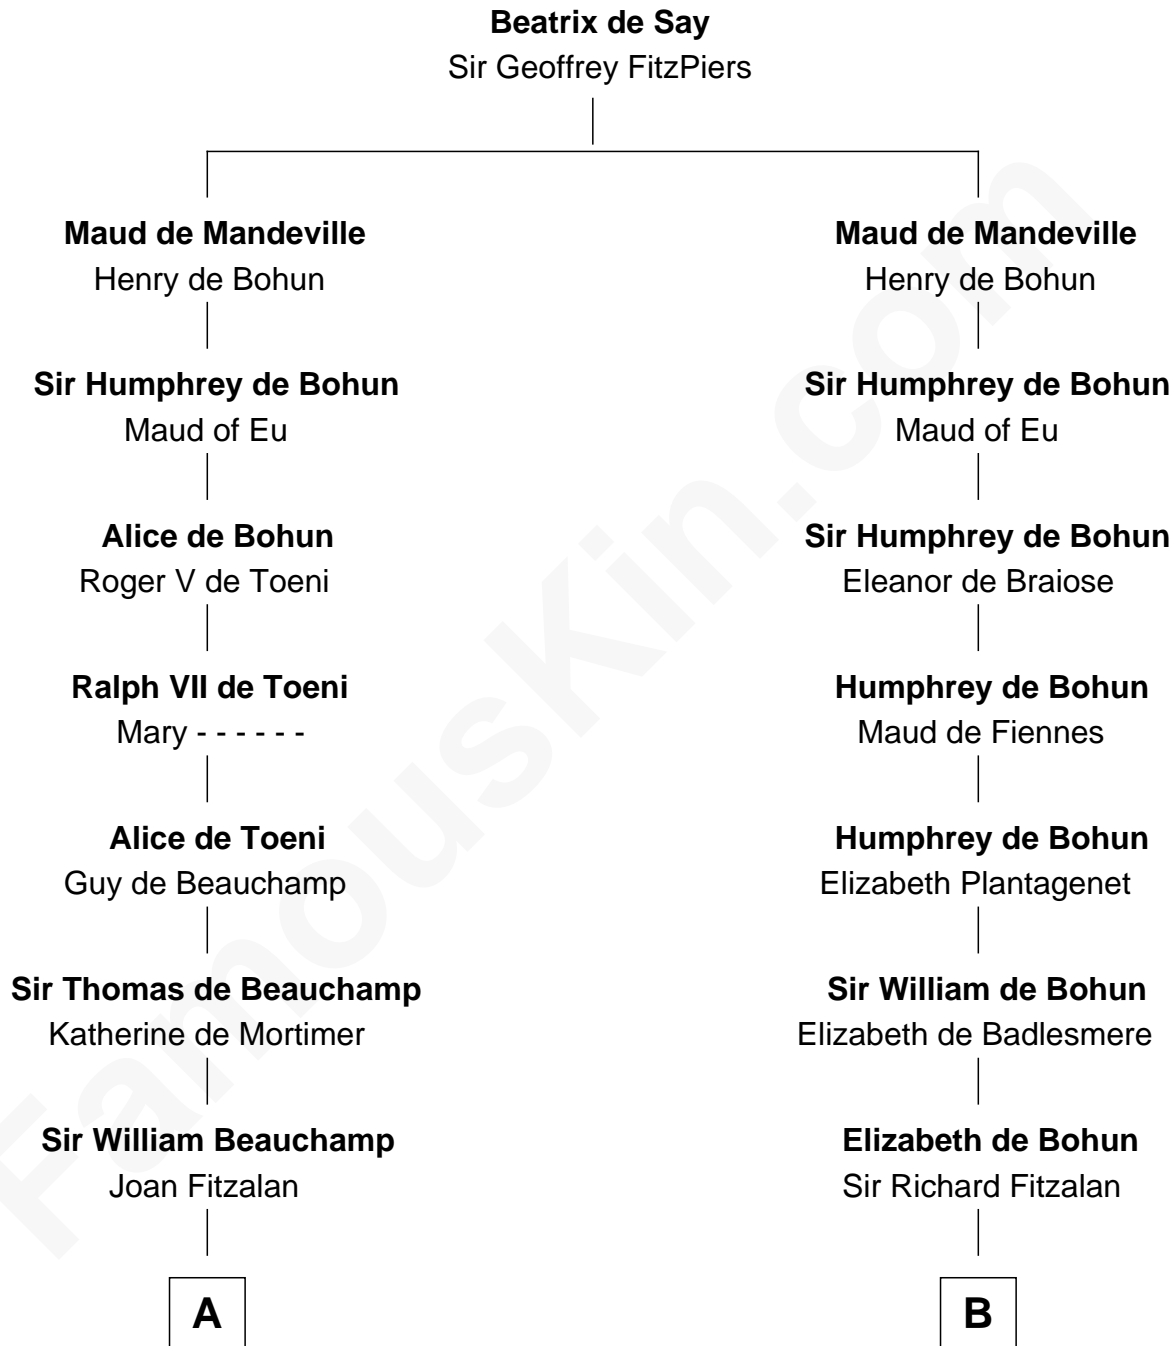 Beatrix de Say
Sir Geoffrey FitzPiers
Maud de Mandeville
Henry de Bohun
Sir Humphrey de Bohun
Maud of Eu
Alice de Bohun
Roger V de Toeni
Ralph VII de Toeni
Mary - - - - - -
Alice de Toeni
Guy de Beauchamp
Sir Thomas de Beauchamp
Katherine de Mortimer
Sir William Beauchamp
Joan Fitzalan
A
Maud de Mandeville
Henry de Bohun
Sir Humphrey de Bohun
Maud of Eu
Sir Humphrey de Bohun
Eleanor de Braiose
Humphrey de Bohun
Maud de Fiennes
Humphrey de Bohun
Elizabeth Plantagenet
Sir William de Bohun
Elizabeth de Badlesmere
Elizabeth de Bohun
Sir Richard Fitzalan
B
FamousKin.com